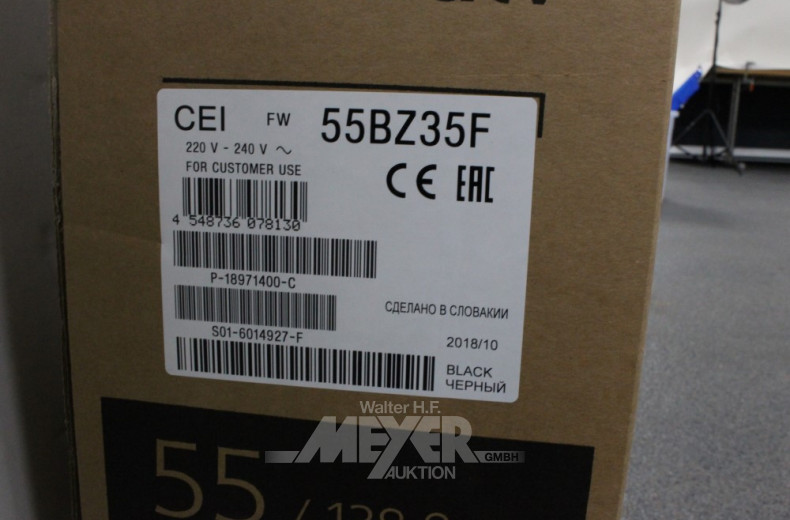 CEI FW 55BZ35F
220 V - 240 V ~
FOR CUSTOMER USE
CE EAC
4 548736 078130
P-18971400-C
СДЕЛАНО В СЛОВАКИИ
S01-6014927-F
2018/10
BLACK
ЧЕРНЫЙ
Walter H.F.
MEYER GMBH
AUKTION
55